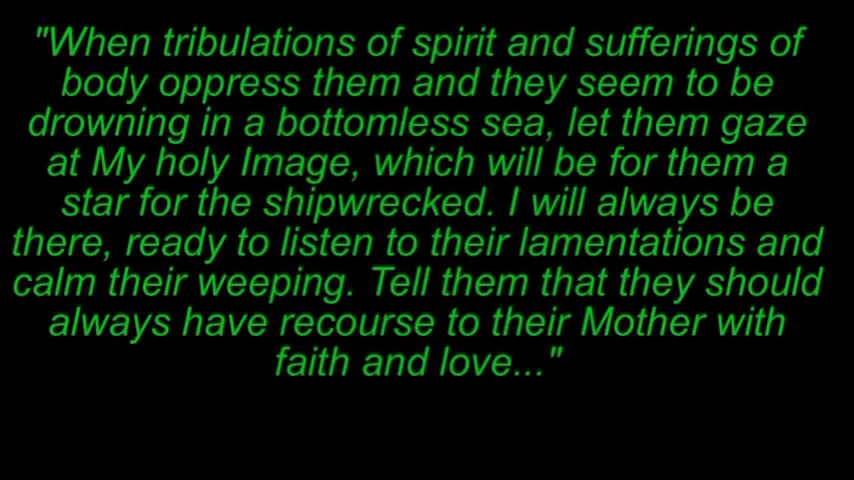 "When tribulations of spirit and sufferings of
body oppress them and they seem to be
drowning in a bottomless sea, let them gaze
at My holy Image, which will be for them a
star for the shipwrecked. I will always be
there, ready to listen to their lamentations and
calm their weeping. Tell them that they should
always have recourse to their Mother with
faith and love..."